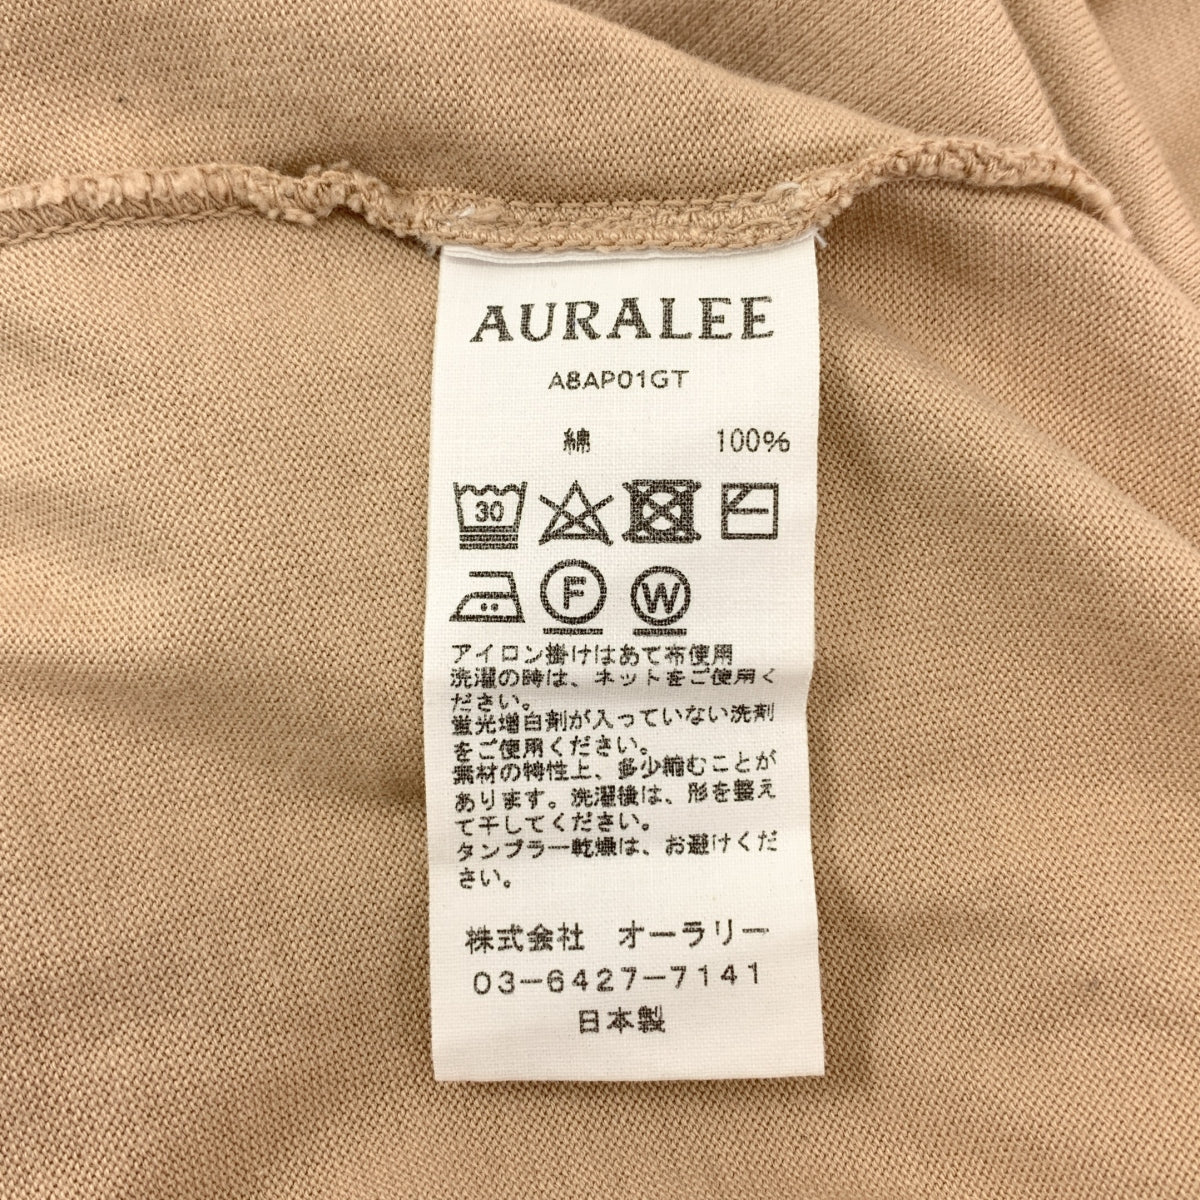 AURALEE
A8AP01GT
綿 100%
30
F W
アイロン掛けはあて布使用
洗濯の時は、ネットをご使用く
ださい。
蛍光増白剤が入っていない洗剤
をご使用ください。
素材の特性上、多少縮むことが
あります。洗濯後は、形を整え
て干してください。
タンブラー乾燥は、お避けくだ
さい。
株式会社 オーラリー
03-6427-7141
日本製